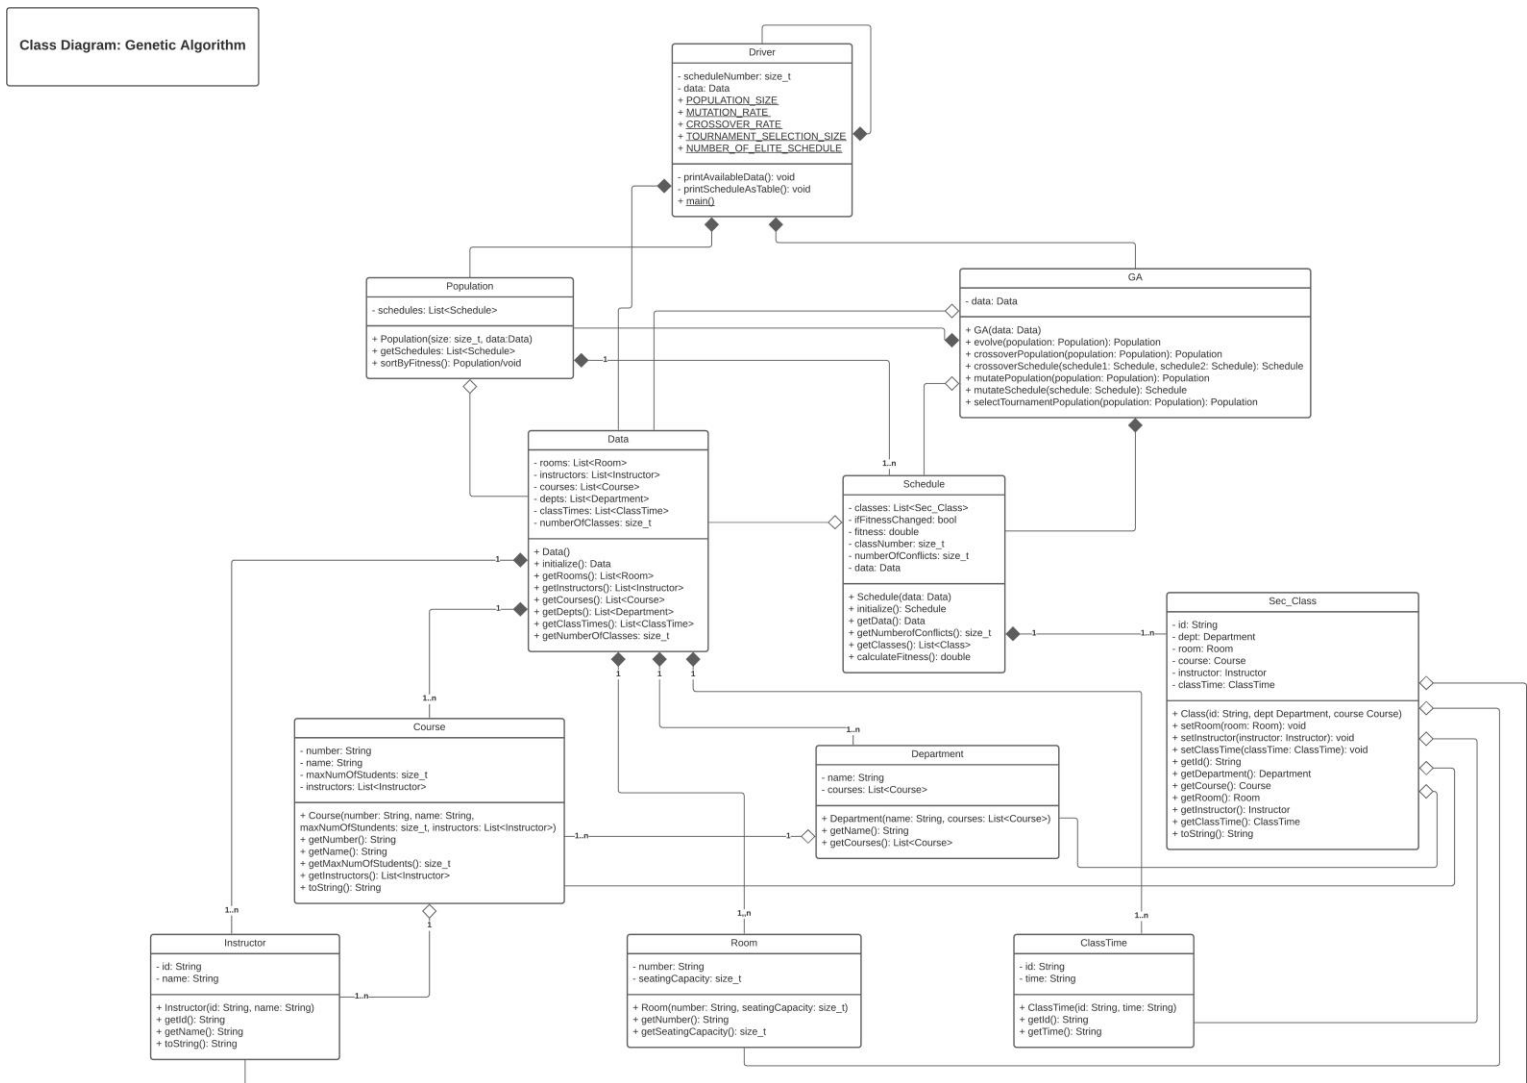 Class Diagram: Genetic Algorithm
Driver
- scheduleNumber: size_t
- data: Data
+ POPULATION_SIZE
+ MUTATION_RATE
+ CROSSOVER_RATE
+ TOURNAMENT_SELECTION_SIZE
+ NUMBER_OF_ELITE_SCHEDULE
- printAvailableData(): void
- printScheduleAsTable(): void
+ main()
Population
- schedules: List<Schedule>
+ Population(size: size_t, data:Data)
+ getSchedules: List<Schedule>
+ sortByFitness(): Population/void
1
1..n
GA
- data: Data
+ GA(data: Data)
+ evolve(population: Population): Population
+ crossoverPopulation(population: Population): Population
+ crossoverSchedule(schedule1: Schedule, schedule2: Schedule): Schedule
+ mutatePopulation(population: Population): Population
+ mutateSchedule(schedule: Schedule): Schedule
+ selectTournamentPopulation(population: Population): Population
Data
- rooms: List<Room>
- instructors: List<Instructor>
- courses: List<Course>
- depts: List<Department>
- classTimes: List<ClassTime>
- numberOfClasses: size_t
+ Data()
+ initialize(): Data
+ getRooms(): List<Room>
+ getInstructors(): List<Instructor>
+ getCourses(): List<Course>
+ getDepts(): List<Department>
+ getClassTimes(): List<ClassTime>
+ getNumberOfClasses: size_t
1
1
1
1
1
Schedule
- classes: List<Sec_Class>
- ifFitnessChanged: bool
- fitness: double
- classNumber: size_t
- numberOfConflicts: size_t
- data: Data
+ Schedule(data: Data)
+ initialize(): Schedule
+ getData(): Data
+ getNumberofConflicts(): size_t
+ getClasses(): List<Class>
+ calculateFitness(): double
1
1..n
Sec_Class
- id: String
- dept: Department
- room: Room
- course: Course
- instructor: Instructor
- classTime: ClassTime
+ Class(id: String, dept Department, course Course)
+ setRoom(room: Room): void
+ setInstructor(instructor: Instructor): void
+ setClassTime(classTime: ClassTime): void
+ getId(): String
+ getDepartment(): Department
+ getCourse(): Course
+ getRoom(): Room
+ getInstructor(): Instructor
+ getClassTime(): ClassTime
+ toString(): String
1..n
Course
- number: String
- name: String
- maxNumOfStudents: size_t
- instructors: List<Instructor>
+ Course(number: String, name: String,
maxNumOfStundents: size_t, instructors: List<Instructor>)
+ getNumber(): String
+ getName(): String
+ getMaxNumOfStudents(): size_t
+ getInstructors(): List<Instructor>
+ toString(): String
1..n
1
1..n
Department
- name: String
- courses: List<Course>
+ Department(name: String, courses: List<Course>)
+ getName(): String
+ getCourses(): List<Course>
1..n
1
1..n
Instructor
- id: String
- name: String
+ Instructor(id: String, name: String)
+ getId(): String
+ getName(): String
+ toString(): String
1..n
Room
- number: String
- seatingCapacity: size_t
+ Room(number: String, seatingCapacity: size_t)
+ getNumber(): String
+ getSeatingCapacity(): size_t
1..n
ClassTime
- id: String
- time: String
+ ClassTime(id: String, time: String)
+ getId(): String
+ getTime(): String